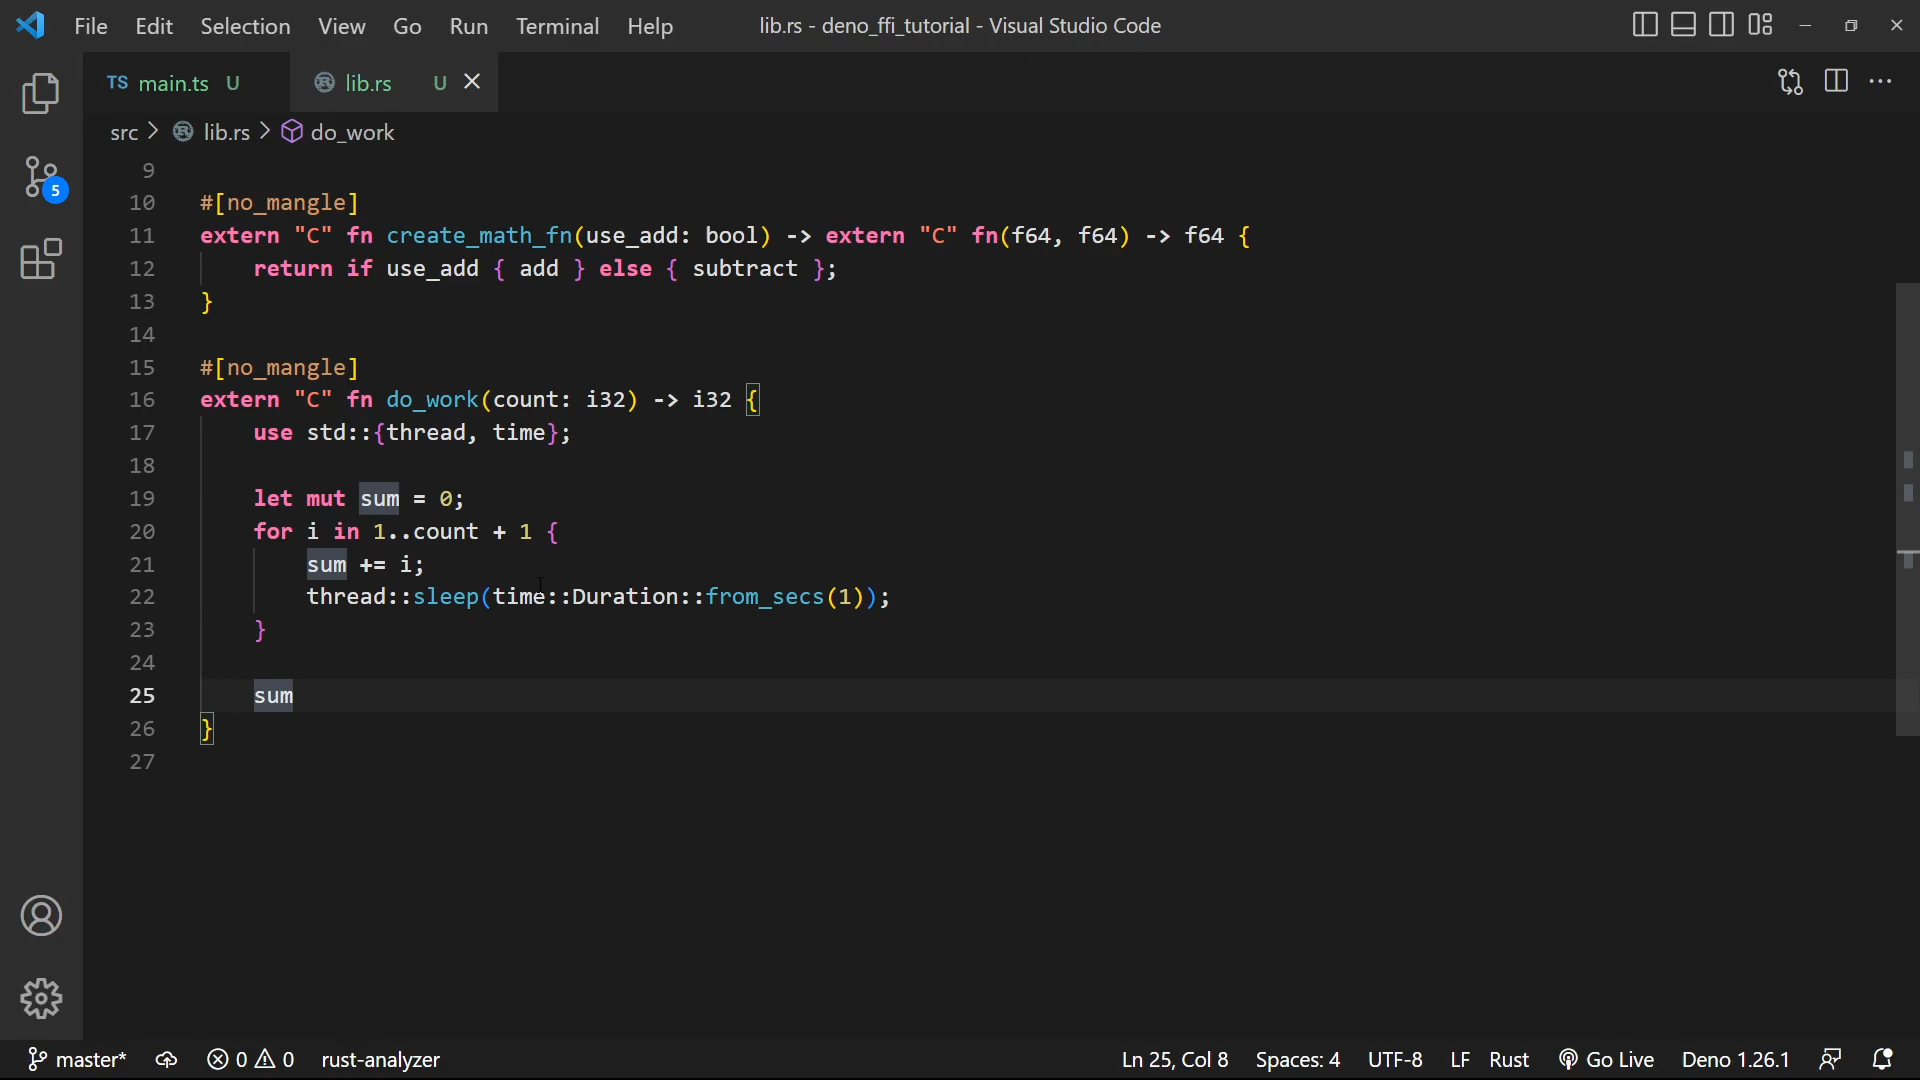 File Edit Selection View Go Run Terminal Help lib.rs - deno_ffi_tutorial - Visual Studio Code
TS main.ts U lib.rs U
src > lib.rs > do_work
5
9
10 #[no_mangle]
11 extern "C" fn create_math_fn(use_add: bool) -> extern "C" fn(f64, f64) -> f64 {
12 return if use_add { add } else { subtract };
13 }
14
15 #[no_mangle]
16 extern "C" fn do_work(count: i32) -> i32 {
17 use std::{thread, time};
18
19 let mut sum = 0;
20 for i in 1..count + 1 {
21 sum += i;
22 thread::sleep(time::Duration::from_secs(1));
23 }
24
25 sum
26 }
27
master* 0 0 rust-analyzer Ln 25, Col 8 Spaces: 4 UTF-8 LF Rust Go Live Deno 1.26.1